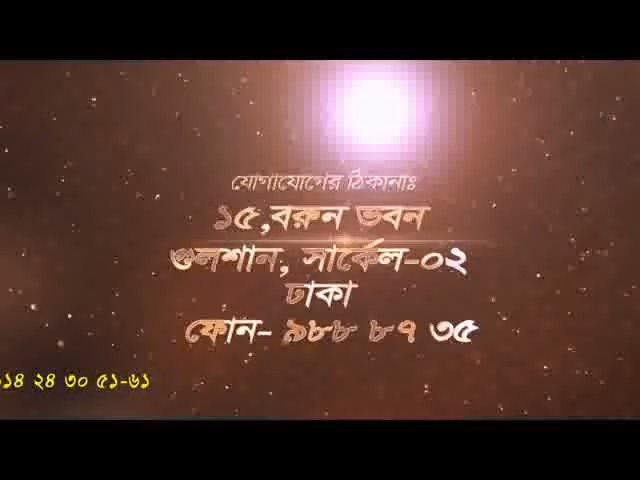 যোগাযোগের ঠিকানাঃ
১৫,বরুন ভবন
গুলশান, সার্কেল-০২
ঢাকা
ফোন- ৯৮৮ ৮৭ ৩৫
১৪ ২৪ ৩০ ৫১-৬১